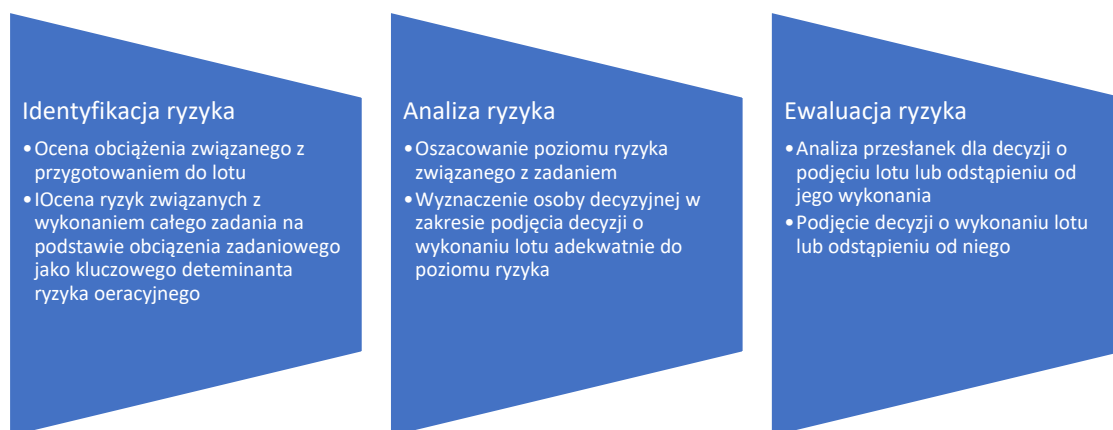 Identyfikacja ryzyka
•Ocena obciążenia związanego z
przygotowaniem do lotu
•IOcena ryzyk związanych z
wykonaniem całego zadania na
podstawie obciązenia zadaniowego
jako kluczowego deteminanta
ryzyka oeracyjnego
Analiza ryzyka
•Oszacowanie poziomu ryzyka
związanego z zadaniem
•Wyznaczenie osoby decyzyjnej w
zakresie podjęcia decyzji o
wykonaniu lotu adekwatnie do
poziomu ryzyka
Ewaluacja ryzyka
•Analiza przesłanek dla decyzji o
podjęciu lotu lub odstąpieniu od
jego wykonania
•Podjęcie decyzji o wykonaniu lotu
lub odstąpieniu od niego